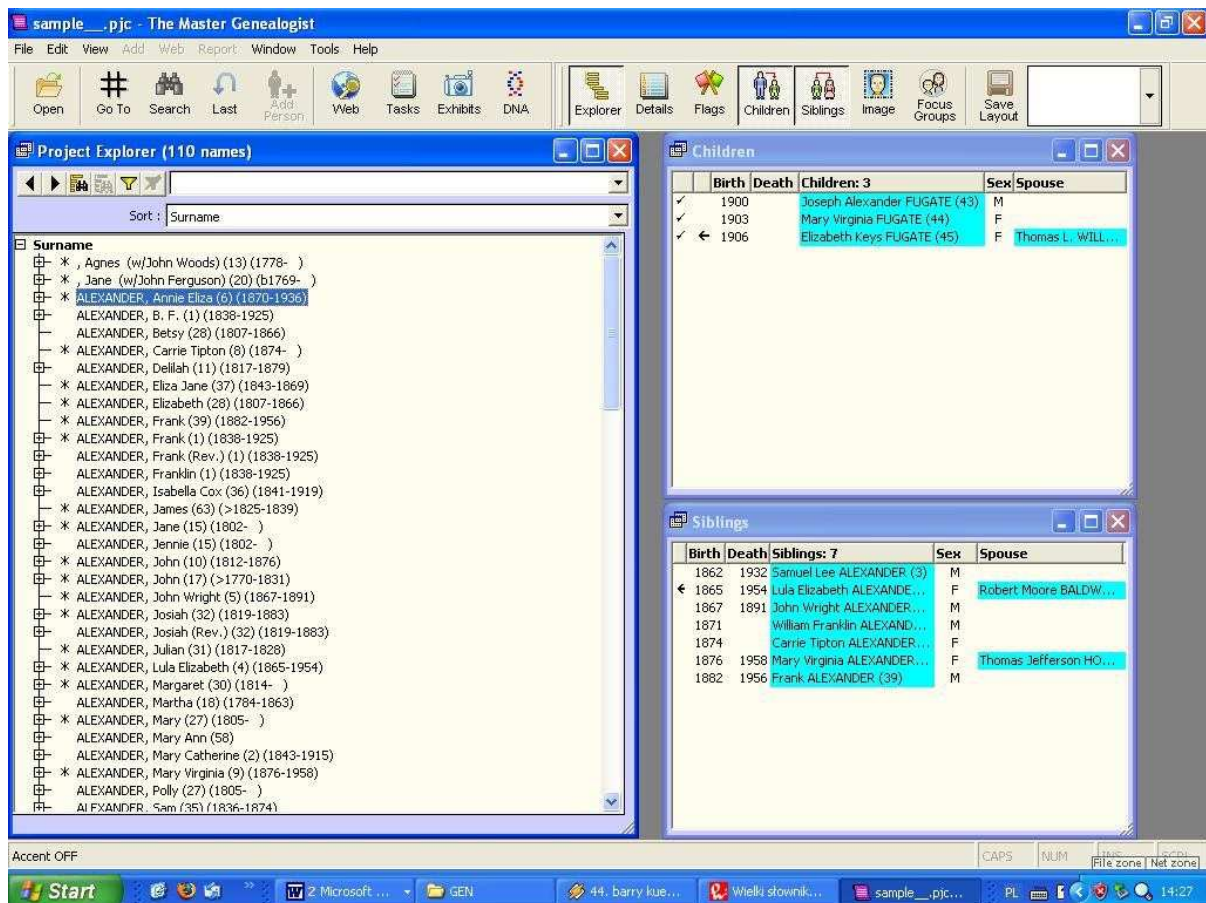 sample__.pjc - The Master Genealogist
File Edit View Add Web Report Window Tools Help
Open Go To Search Last Add Person Web Tasks Exhibits DNA Explorer Details Flags Children Siblings Image Focus Groups Save Layout
Project Explorer (110 names)
Sort : Surname
Surname
* , Agnes (w/John Woods) (13) (1778- )
* , Jane (w/John Ferguson) (20) (b1769- )
* ALEXANDER, Annie Eliza (6) (1870-1936)
ALEXANDER, B. F. (1) (1838-1925)
ALEXANDER, Betsy (28) (1807-1866)
* ALEXANDER, Carrie Tipton (8) (1874- )
ALEXANDER, Delilah (11) (1817-1879)
* ALEXANDER, Eliza Jane (37) (1843-1869)
* ALEXANDER, Elizabeth (28) (1807-1866)
* ALEXANDER, Frank (39) (1882-1956)
* ALEXANDER, Frank (1) (1838-1925)
ALEXANDER, Frank (Rev.) (1) (1838-1925)
ALEXANDER, Franklin (1) (1838-1925)
ALEXANDER, Isabella Cox (36) (1841-1919)
* ALEXANDER, James (63) (>1825-1839)
* ALEXANDER, Jane (15) (1802- )
ALEXANDER, Jennie (15) (1802- )
* ALEXANDER, John (10) (1812-1876)
* ALEXANDER, John (17) (>1770-1831)
* ALEXANDER, John Wright (5) (1867-1891)
* ALEXANDER, Josiah (32) (1819-1883)
ALEXANDER, Josiah (Rev.) (32) (1819-1883)
* ALEXANDER, Julian (31) (1817-1828)
* ALEXANDER, Lula Elizabeth (4) (1865-1954)
* ALEXANDER, Margaret (30) (1814- )
ALEXANDER, Martha (18) (1784-1863)
* ALEXANDER, Mary (27) (1805- )
ALEXANDER, Mary Ann (58)
ALEXANDER, Mary Catherine (2) (1843-1915)
* ALEXANDER, Mary Virginia (9) (1876-1958)
ALEXANDER, Polly (27) (1805- )
ALEXANDER, Sam (35) (1836-1874)
Children
Birth Death Children: 3 Sex Spouse
1900 Joseph Alexander FUGATE (43) M
1903 Mary Virginia FUGATE (44) F
1906 Elizabeth Keys FUGATE (45) F Thomas L. WILL...
Siblings
Birth Death Siblings: 7 Sex Spouse
1862 1932 Samuel Lee ALEXANDER (3) M
1865 1954 Lula Elizabeth ALEXANDE... F Robert Moore BALDW...
1867 1891 John Wright ALEXANDER... M
1871 William Franklin ALEXAND... M
1874 Carrie Tipton ALEXANDER... F
1876 1958 Mary Virginia ALEXANDER... F Thomas Jefferson HO...
1882 1956 Frank ALEXANDER (39) M
Accent OFF
CAPS NUM
File zone Net zone
Start 2 Microsoft ... GEN 44. barry kue... Wielki słownik... sample__.pjc... PL 14:27